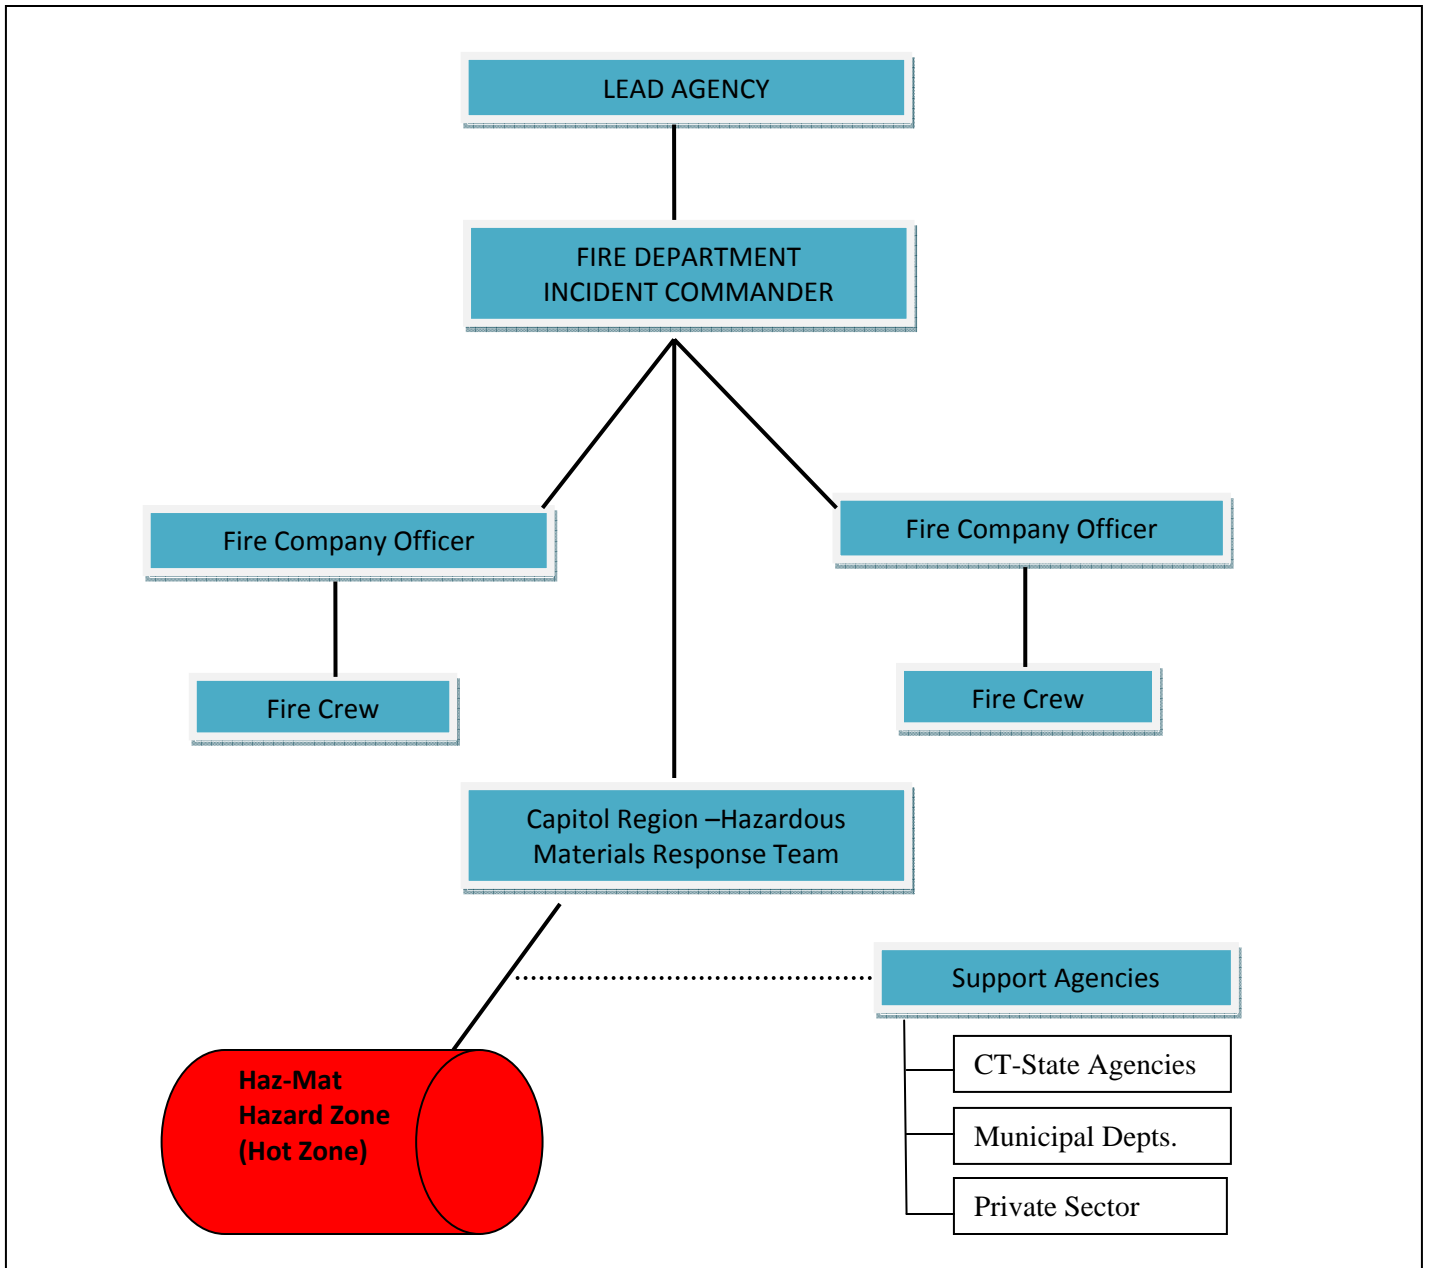 LEAD AGENCY
FIRE DEPARTMENT
INCIDENT COMMANDER
Fire Company Officer
Fire Company Officer
Fire Crew
Fire Crew
Capitol Region –Hazardous
Materials Response Team
Support Agencies
CT-State Agencies
Municipal Depts.
Private Sector
Haz-Mat
Hazard Zone
(Hot Zone)